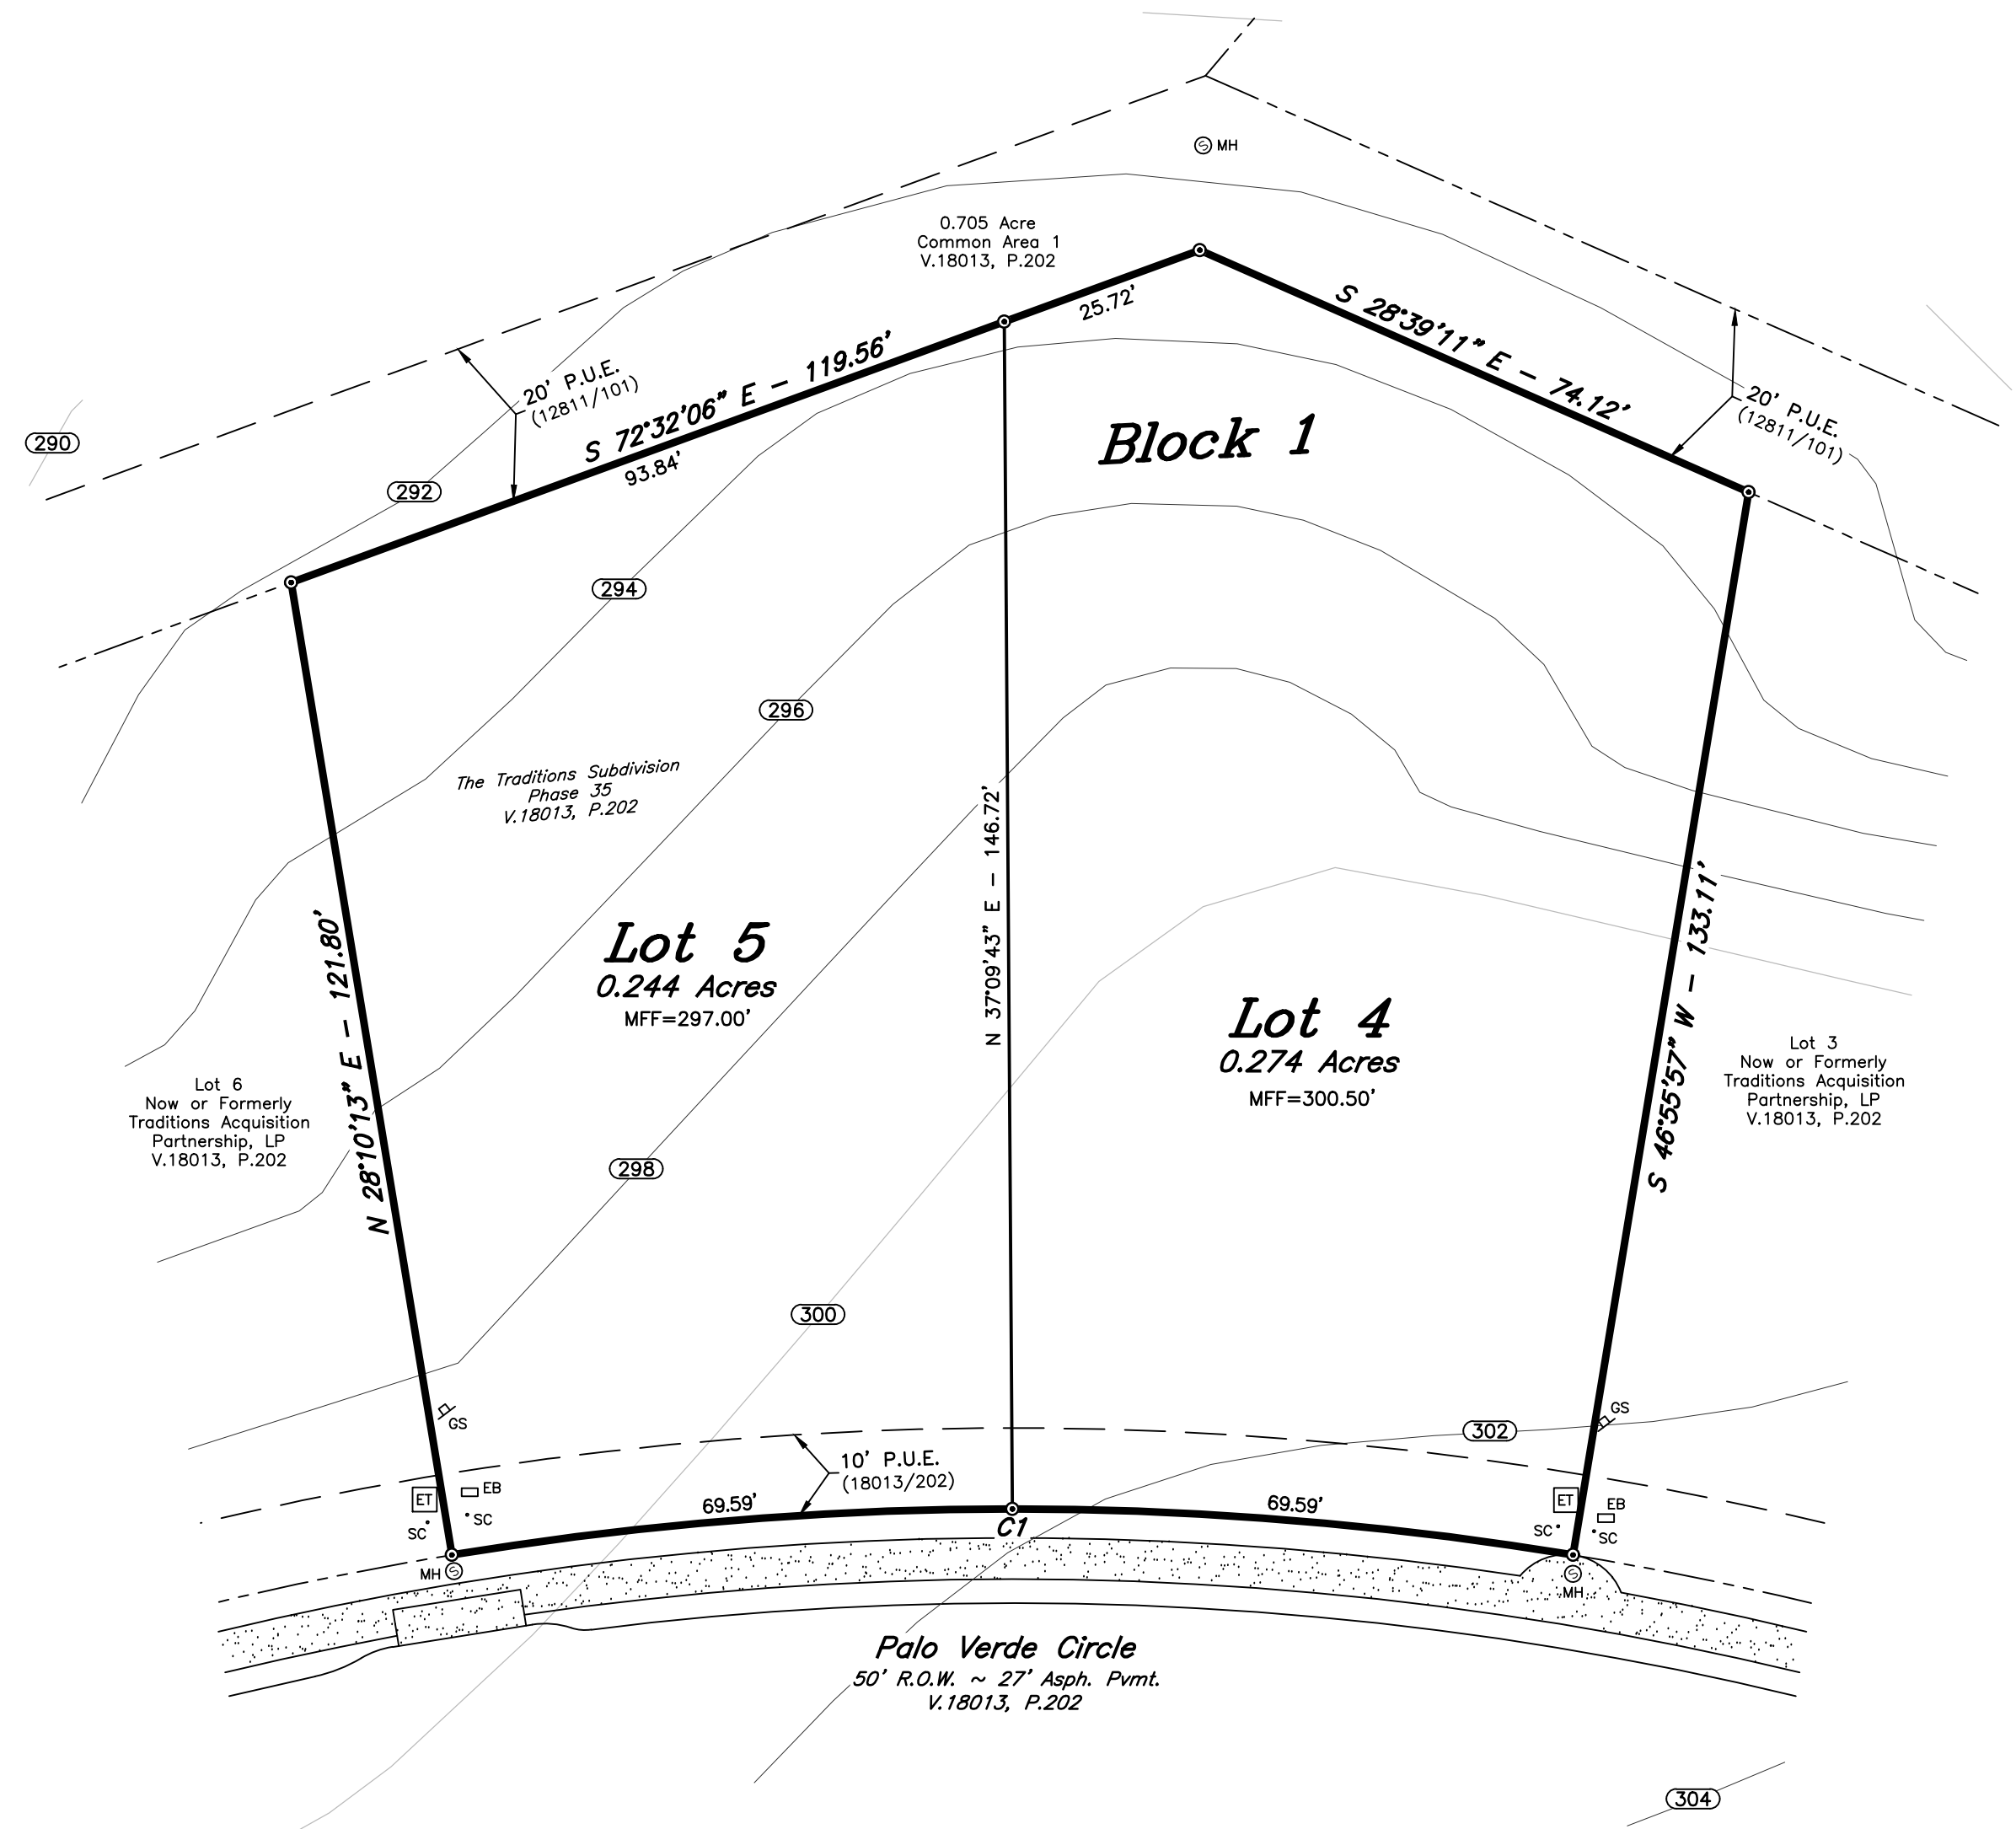 MH
0.705 Acre
Common Area 1
V.18013, P.202
25.72'
S 28°39'11" E - 74.12'
S 72°32'06" E - 119.56'
93.84'
20' P.U.E.
(12811/101)
20' P.U.E.
(12811/101)
Block 1
290
292
294
296
The Traditions Subdivision
Phase 35
V.18013, P.202
N 37°09'43" E - 146.72'
N 28°10'13" E - 121.80'
S 46°55'57" W - 133.11'
Lot 5
0.244 Acres
MFF=297.00'
Lot 4
0.274 Acres
MFF=300.50'
Lot 6
Now or Formerly
Traditions Acquisition
Partnership, LP
V.18013, P.202
Lot 3
Now or Formerly
Traditions Acquisition
Partnership, LP
V.18013, P.202
298
300
302
GS
GS
10' P.U.E.
(18013/202)
ET
EB
SC
SC
69.59'
69.59'
C1
ET
EB
SC
SC
MH
S
S
MH
S
Palo Verde Circle
50' R.O.W. ~ 27' Asph. Pvmt.
V.18013, P.202
304